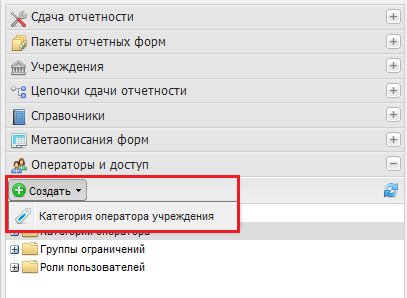 Сдача отчетности
Пакеты отчетных форм
Учреждения
Цепочки сдачи отчетности
Справочники
Метаописания форм
Операторы и доступ
Создать
Категория оператора учреждения
Категории оператора
Группы ограничений
Роли пользователей